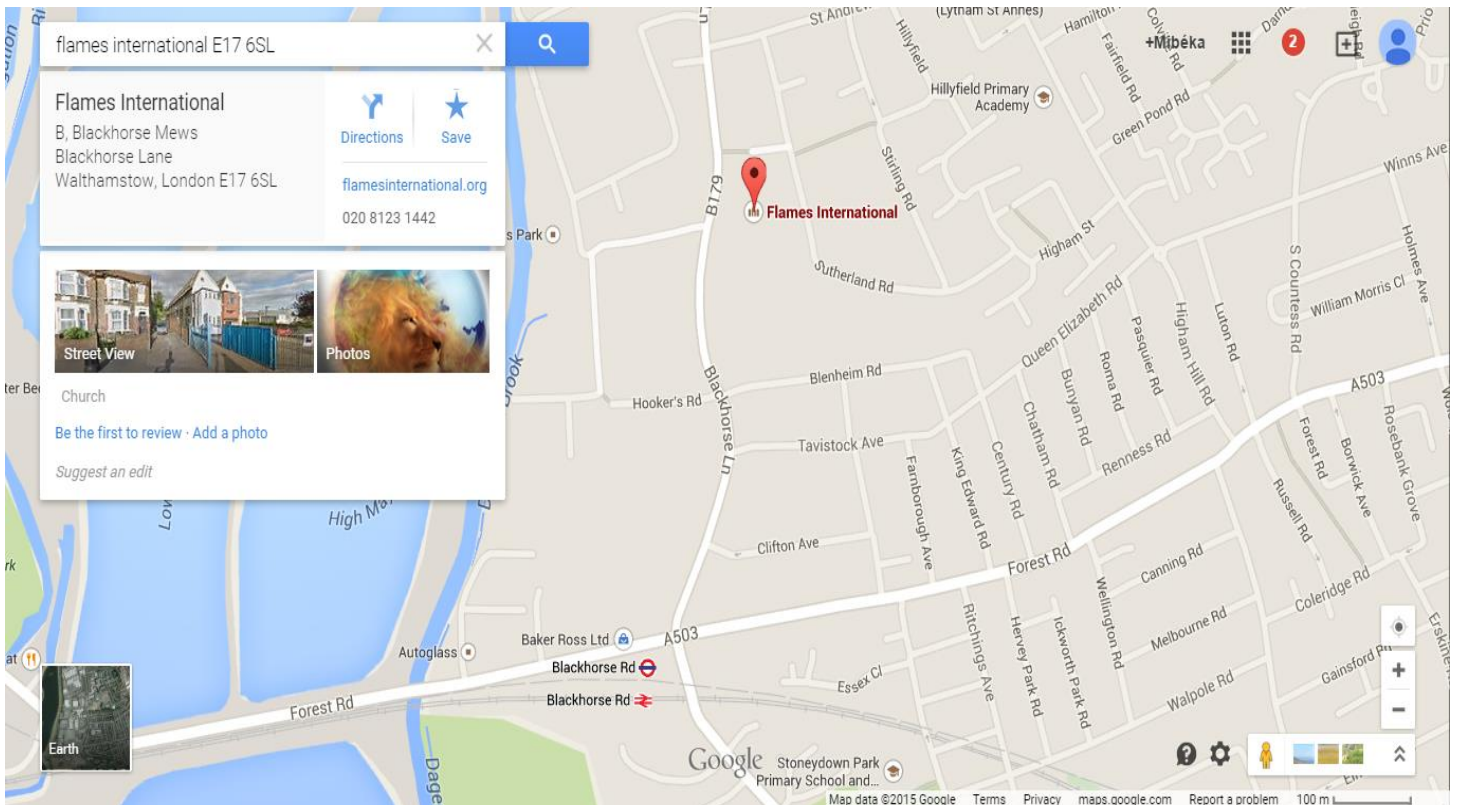 flames international E17 6SL
Flames International
B, Blackhorse Mews
Blackhorse Lane
Walthamstow, London E17 6SL
Directions
Save
flamesinternational.org
020 8123 1442
Street View
Photos
Church
Be the first to review · Add a photo
Suggest an edit
+Mibéka
2
(Lytham St Annes)
Hillyfield
Hamilton
Fairfield Rd
Hillyfield Primary
Academy
Green Pond Rd
Winns Ave
Stirling Rd
B179
Flames International
s Park
Higham St
Sutherland Rd
S Countess Rd
Holmes Ave
William Morris Cl
Queen Elizabeth Rd
Pasquier Rd
Higham Hill Rd
Luton Rd
Roma Rd
Bunyan Rd
Blackhorse Ln
Blenheim Rd
Hooker's Rd
A503
Chatham Rd
Tavistock Ave
Renness Rd
Forest Rd
Borwick Ave
Rosebank Grove
Century Rd
King Edward Rd
Farnborough Ave
Russell Rd
High
Clifton Ave
Forest Rd
Canning Rd
Wellington Rd
Coleridge Rd
Ritchings Ave
Hervey Park Rd
Ickworth Park Rd
Melbourne Rd
Baker Ross Ltd
A503
Autoglass
Blackhorse Rd
Blackhorse Rd
Essex Cl
Gainsford
Walpole Rd
Forest Rd
Earth
Google
Stoneydown Park
Primary School and...
Map data ©2015 Google
Terms
Privacy
maps.google.com
Report a problem
100 m